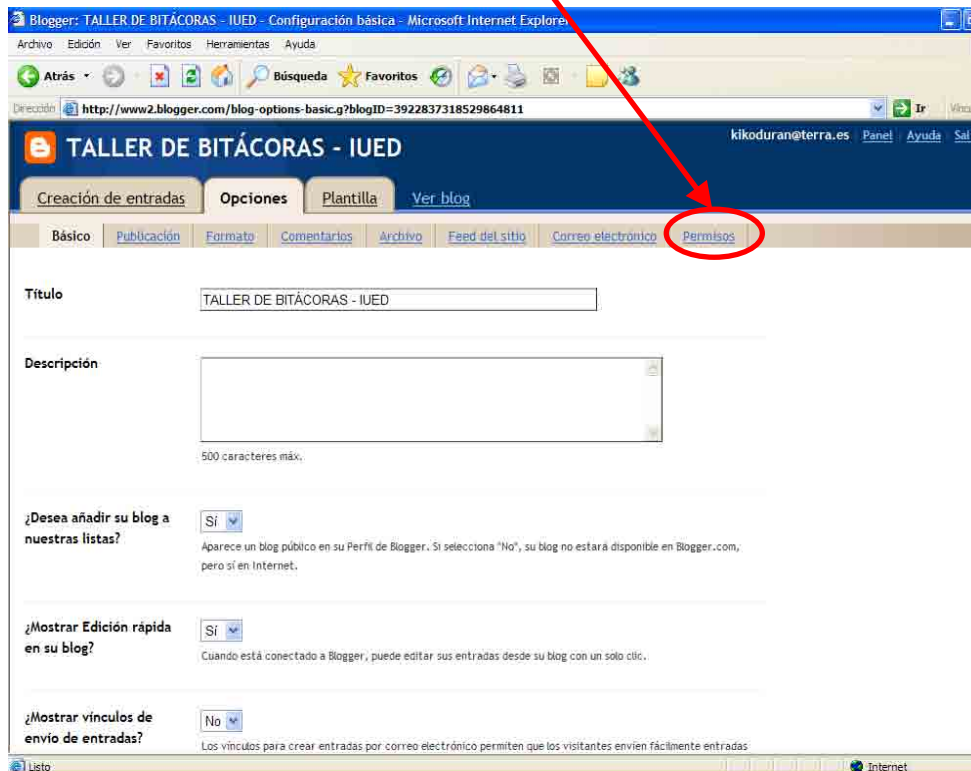 Blogger: TALLER DE BITÁCORAS - IUED - Configuración básica - Microsoft Internet Explorer
Archivo Edición Ver Favoritos Herramientas Ayuda
Atrás Búsqueda Favoritos
Dirección http://www2.blogger.com/blog-options-basic.g?blogID=3922837318529864811 Ir
TALLER DE BITÁCORAS - IUED
kikoduran@terra.es Panel Ayuda
Creación de entradas Opciones Plantilla Ver blog
Básico Publicación Formato Comentarios Archivo Feed del sitio Correo electrónico Permisos
Título
TALLER DE BITÁCORAS - IUED
Descripción
500 caracteres máx.
¿Desea añadir su blog a
nuestras listas?
Sí
Aparece un blog público en su Perfil de Blogger. Si selecciona "No", su blog no estará disponible en Blogger.com,
pero sí en Internet.
¿Mostrar Edición rápida
en su blog?
Sí
Cuando está conectado a Blogger, puede editar sus entradas desde su blog con un solo clic.
¿Mostrar vínculos de
envío de entradas?
No
Los vínculos para crear entradas por correo electrónico permiten que los visitantes envíen fácilmente entradas
Listo Internet